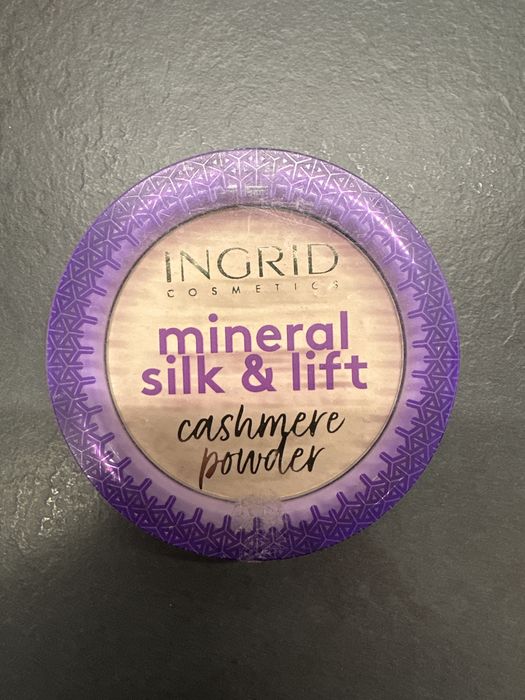 INGRID
COSMETICS
mineral
silk & lift
cashmere
powder